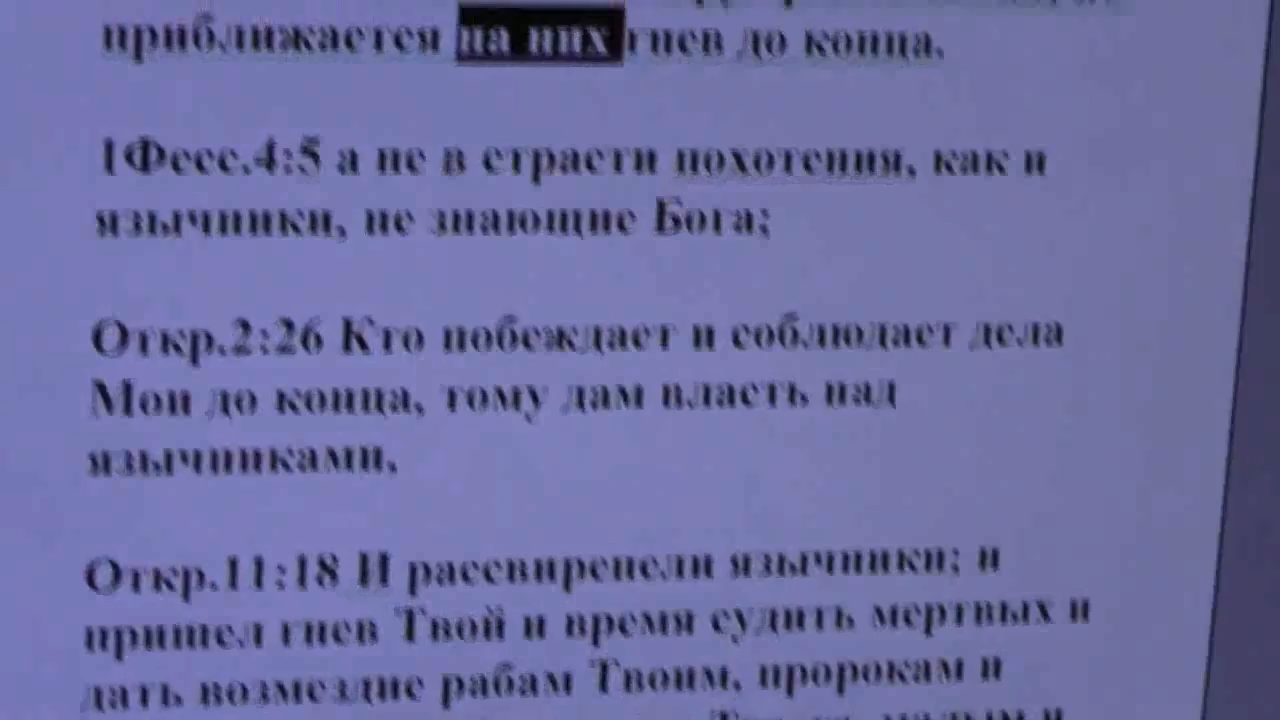 приближается на них гнев до конца.
1Фесс.4:5 а не в страсти похотения, как и
язычники, не знающие Бога;
Откр.2:26 Кто побеждает и соблюдает дела
Мои до конца, тому дам власть над
язычниками,
Откр.11:18 И рассвирепели язычники; и
пришел гнев Твой и время судить мертвых и
дать возмездие рабам Твоим, пророкам и